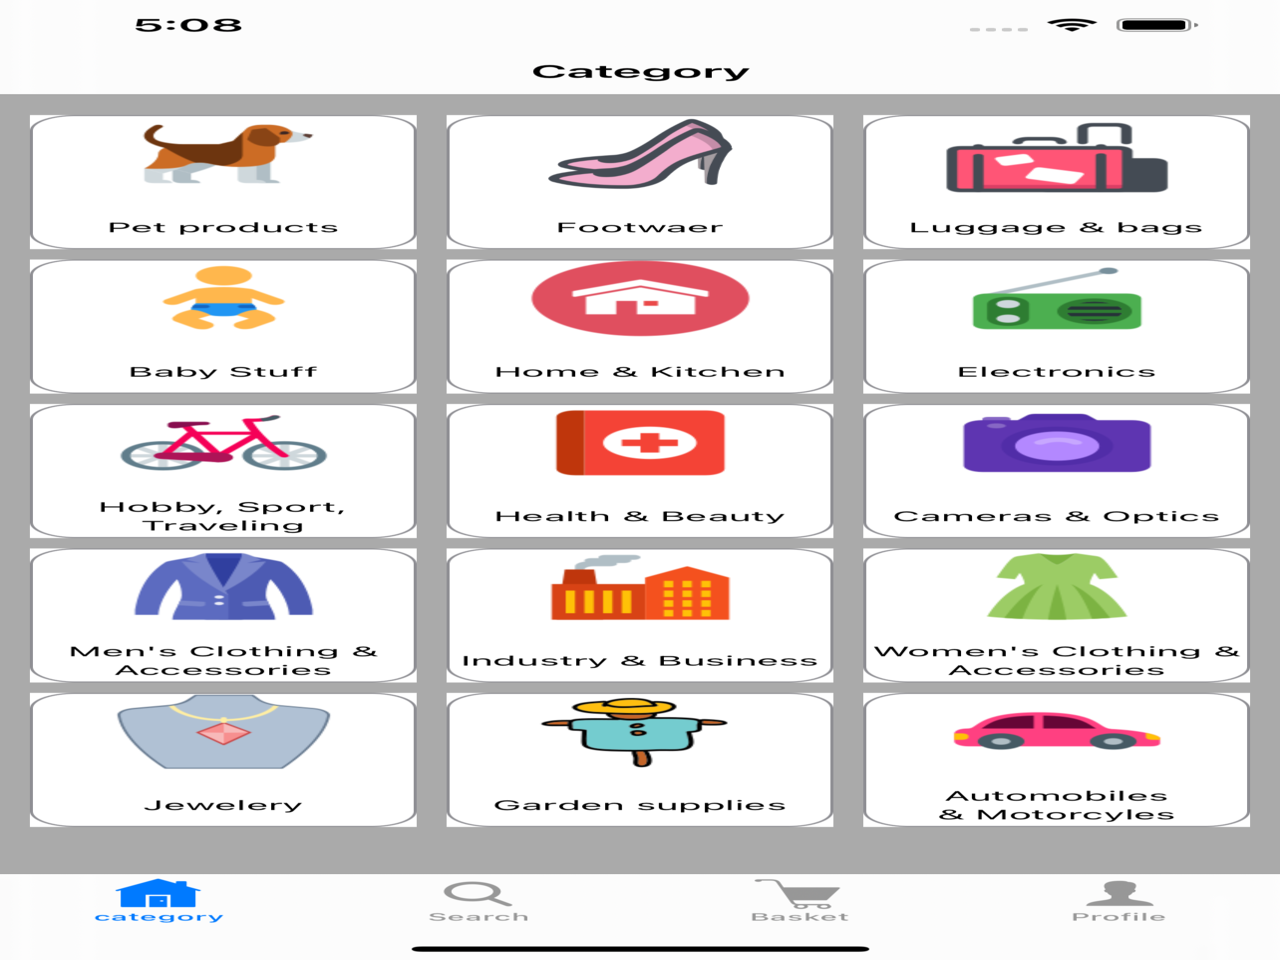 5:08
Category
Pet products
Footwaer
Luggage & bags
Baby Stuff
Home & Kitchen
Electronics
Hobby, Sport,
Traveling
Health & Beauty
Cameras & Optics
Men's Clothing &
Accessories
Industry & Business
Women's Clothing &
Accessories
Jewelery
Garden supplies
Automobiles
& Motorcyles
category
Search
Basket
Profile